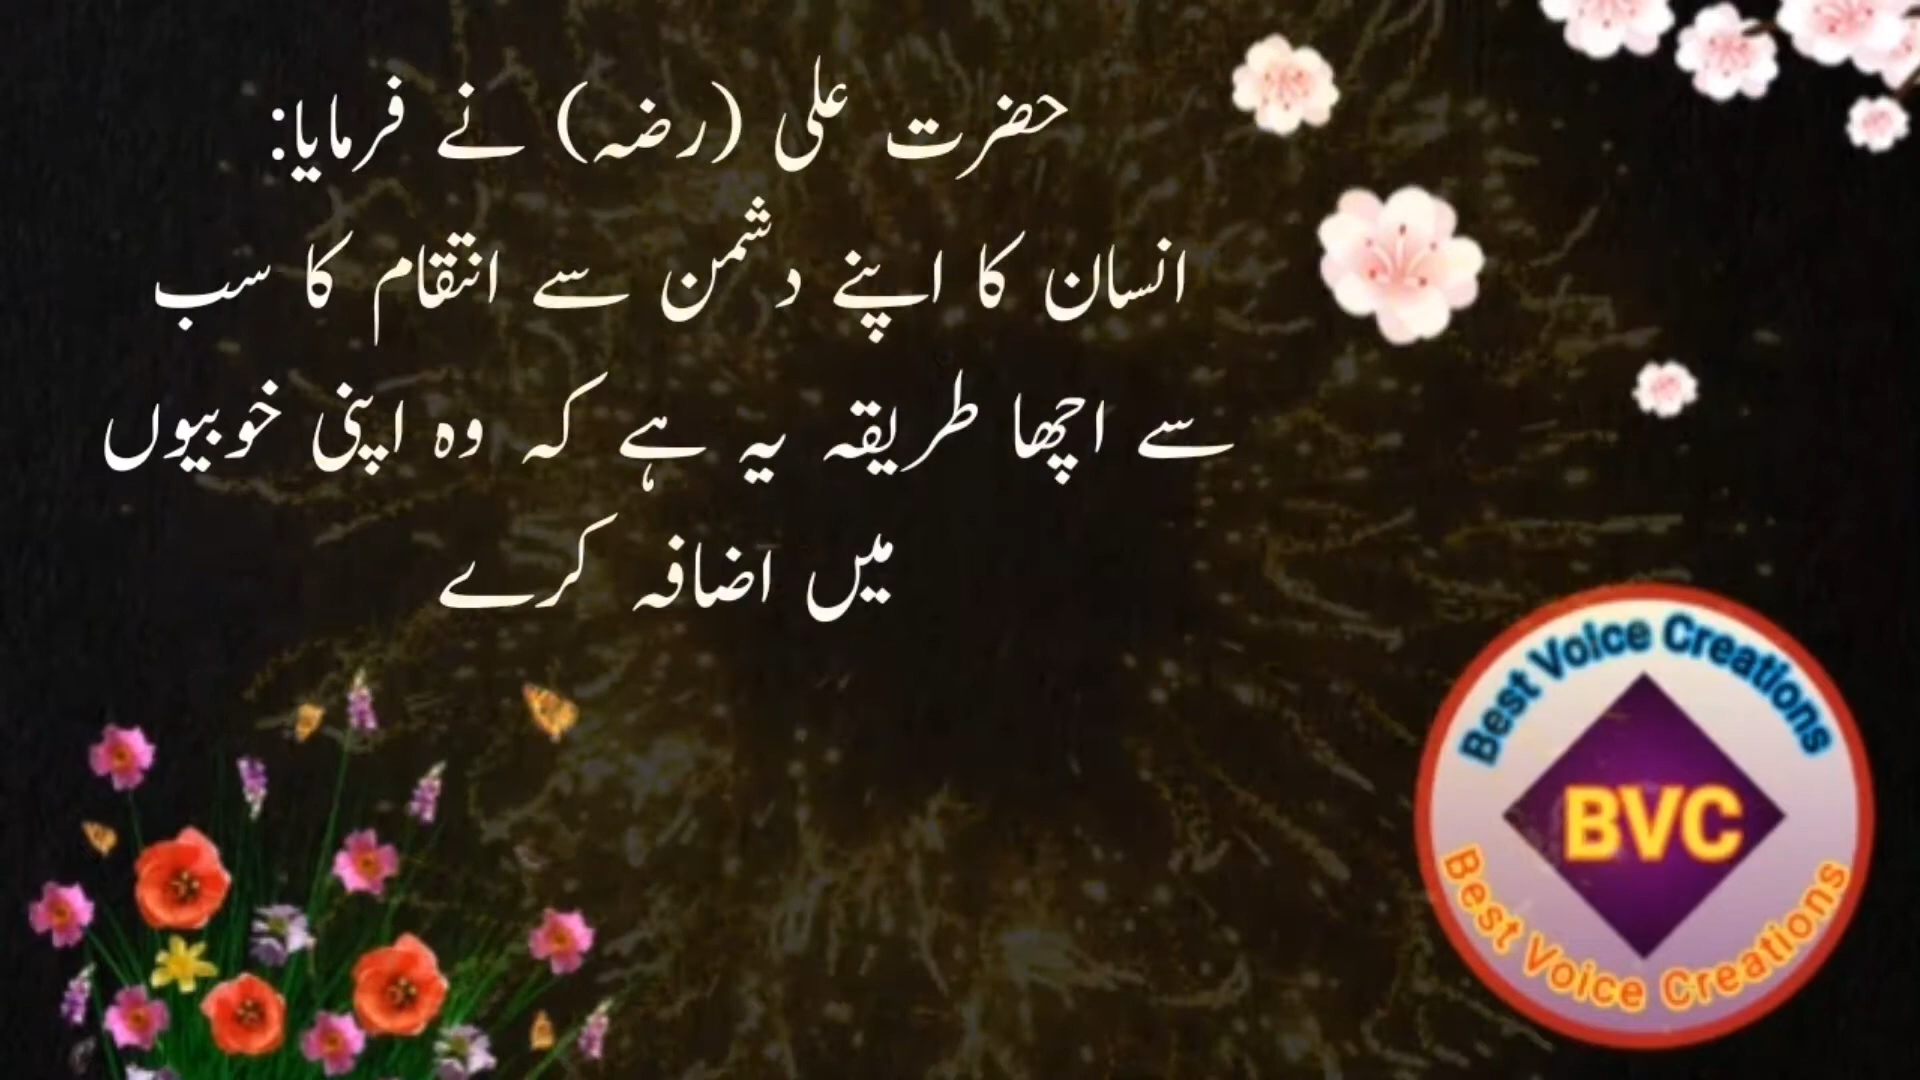 حضرت علی (رضہ) نے فرمایا:
انسان کا اپنے دشمن سے انتقام کا سب
سے اچھا طریقہ یہ ہے کہ وہ اپنی خوبیوں
میں اضافہ کرے
Best Voice Creations
BVC
Best Voice Creations